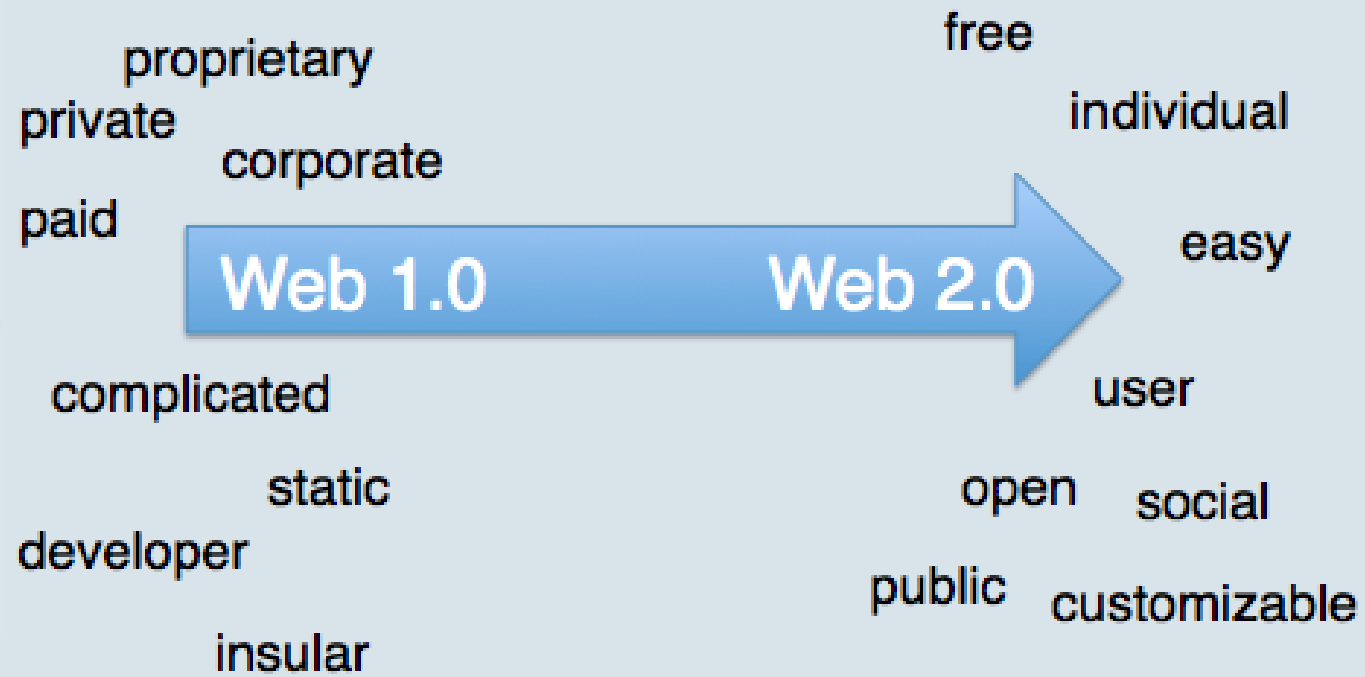 proprietary
private
corporate
paid
Web 1.0
complicated
static
developer
insular
free
individual
easy
Web 2.0
user
open
social
public
customizable